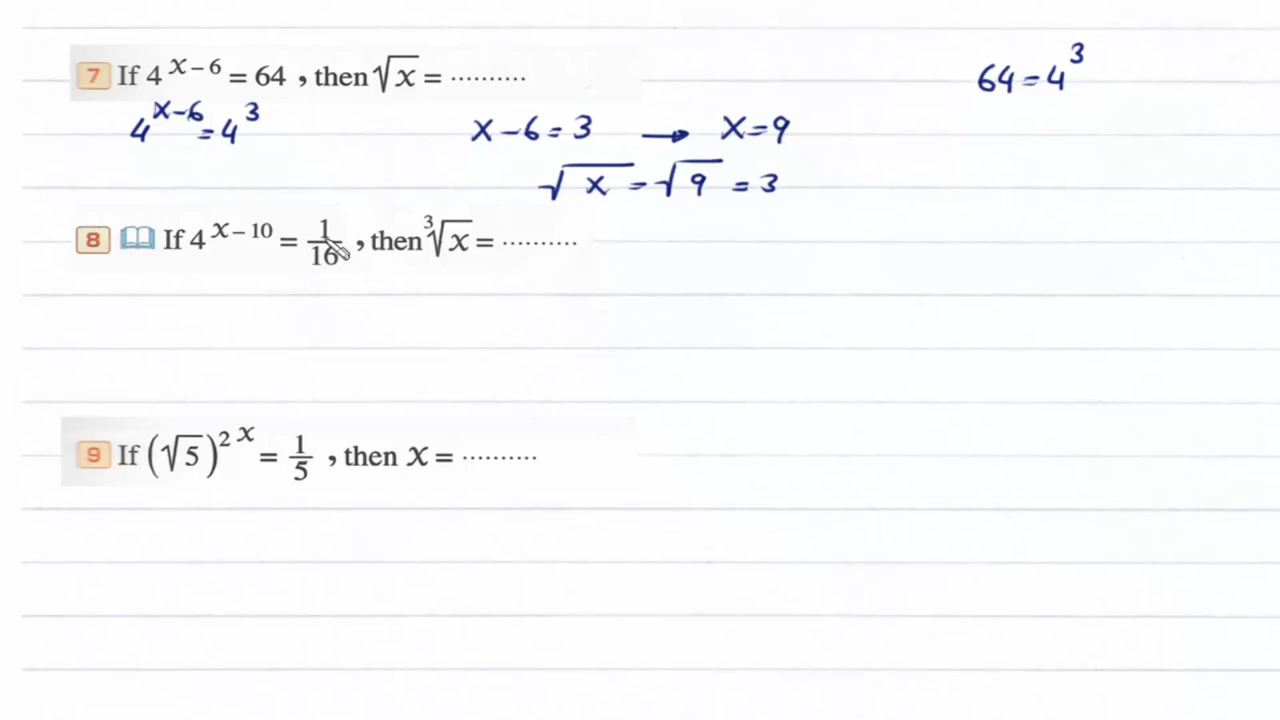 7 If 4^(x−6) = 64 , then √x = ..........
64 = 4^3
4^(x−6) = 4^3
x − 6 = 3 → x = 9
√x = √9 = 3
8 If 4^(x−10) = 1/16 , then ∛x = ..........
9 If (√5)^(2x) = 1/5 , then x = ..........